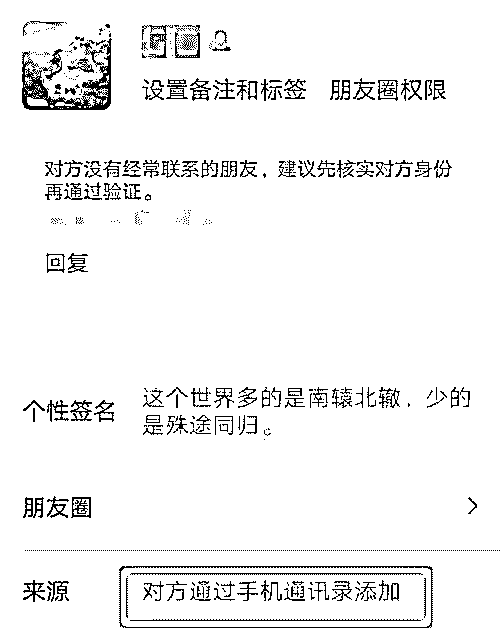 设置备注和标签 朋友圈权限
对方没有经常联系的朋友，建议先核实对方身份
再通过验证。
回复
个性签名 这个世界多的是南辕北辙，少的
是殊途同归。
朋友圈
来源 对方通过手机通讯录添加